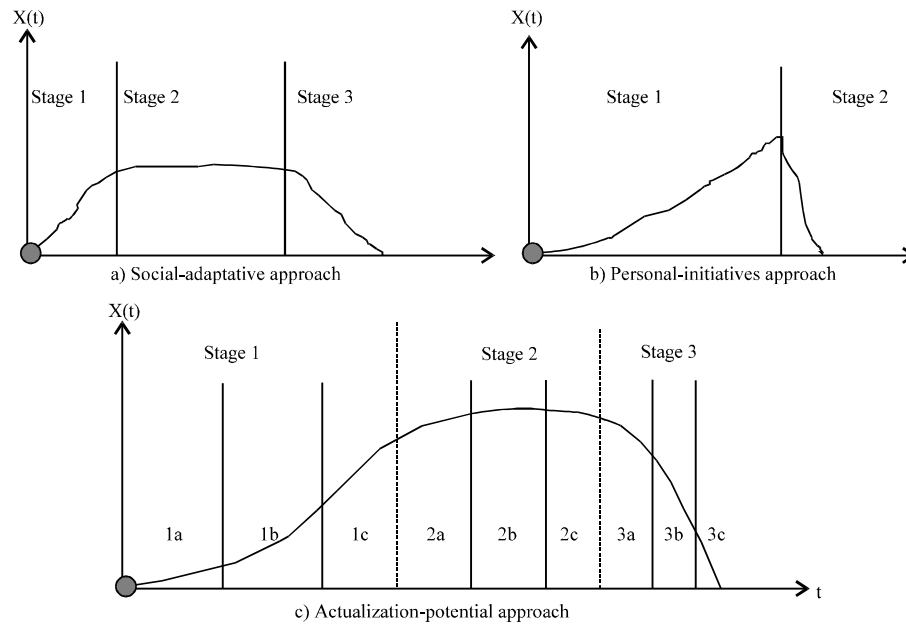 X(t)
Stage 1
Stage 2
Stage 3
a) Social-adaptative approach
X(t)
Stage 1
Stage 2
b) Personal-initiatives approach
X(t)
Stage 1
Stage 2
Stage 3
1a
1b
1c
2a
2b
2c
3a
3b
3c
t
c) Actualization-potential approach